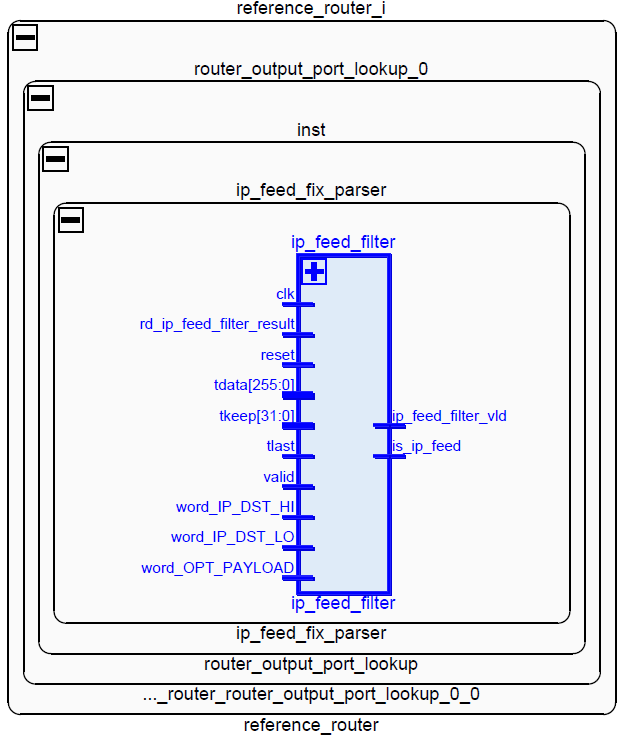 reference_router_i
router_output_port_lookup_0
inst
ip_feed_fix_parser
ip_feed_filter
clk
rd_ip_feed_filter_result
reset
tdata[255:0]
tkeep[31:0]
ip_feed_filter_vld
tlast
is_ip_feed
valid
word_IP_DST_HI
word_IP_DST_LO
word_OPT_PAYLOAD
ip_feed_filter
ip_feed_fix_parser
router_output_port_lookup
..._router_router_output_port_lookup_0_0
reference_router